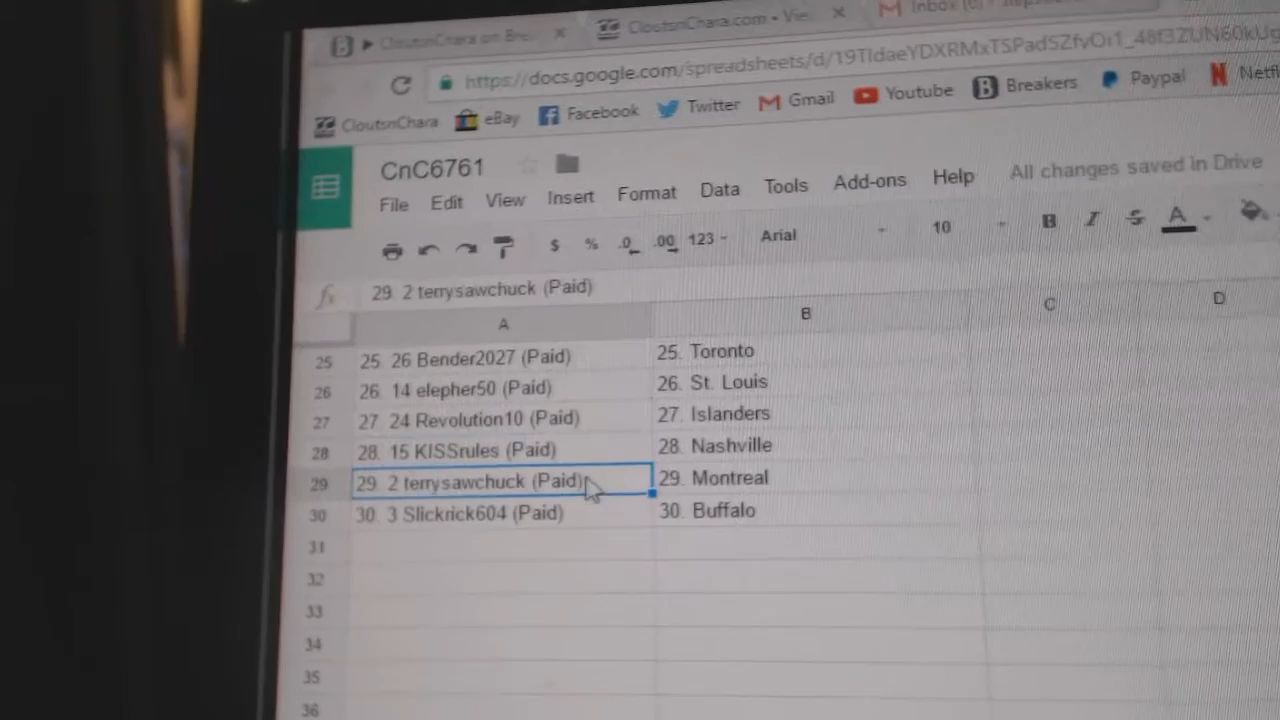 CloutsnChara on Bre
CloutsnChara.com • Vie
https://docs.google.com/spreadsheets/d/
CloutsnChara eBay Facebook Twitter Gmail Youtube Breakers Paypal Netfl
CnC6761
File Edit View Insert Format Data Tools Add-ons Help All changes saved in Drive
$ % .0 .00 123 Arial 10 B I S A
fx 29. 2 terrysawchuck (Paid)
A B C D
25 25. 26 Bender2027 (Paid) 25. Toronto
26 26. 14 elepher50 (Paid) 26. St. Louis
27 27. 24 Revolution10 (Paid) 27. Islanders
28 28. 15 KISSrules (Paid) 28. Nashville
29 29. 2 terrysawchuck (Paid) 29. Montreal
30 30. 3 Slickrick604 (Paid) 30. Buffalo
31
32
33
34
35
36